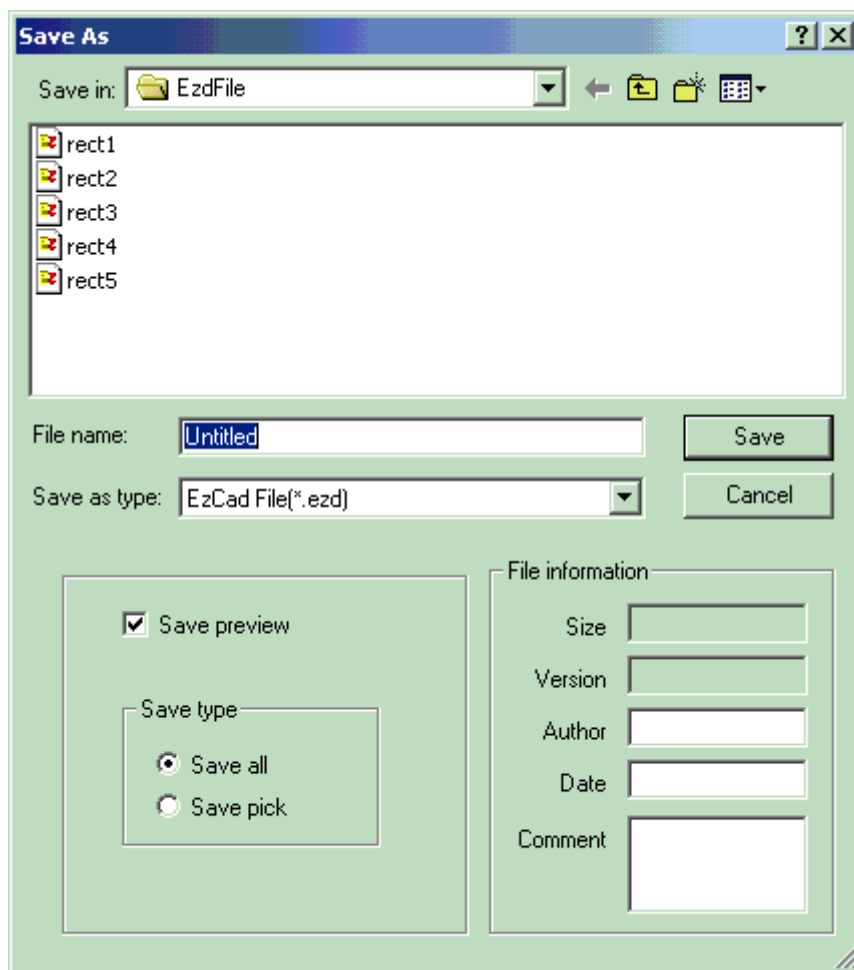 Save As
Save in: EzdFile
rect1
rect2
rect3
rect4
rect5
File name: Untitled Save
Save as type: EzCad File(*.ezd) Cancel
File information
Save preview
Size
Version
Save type
Author
Save all
Date
Save pick
Comment